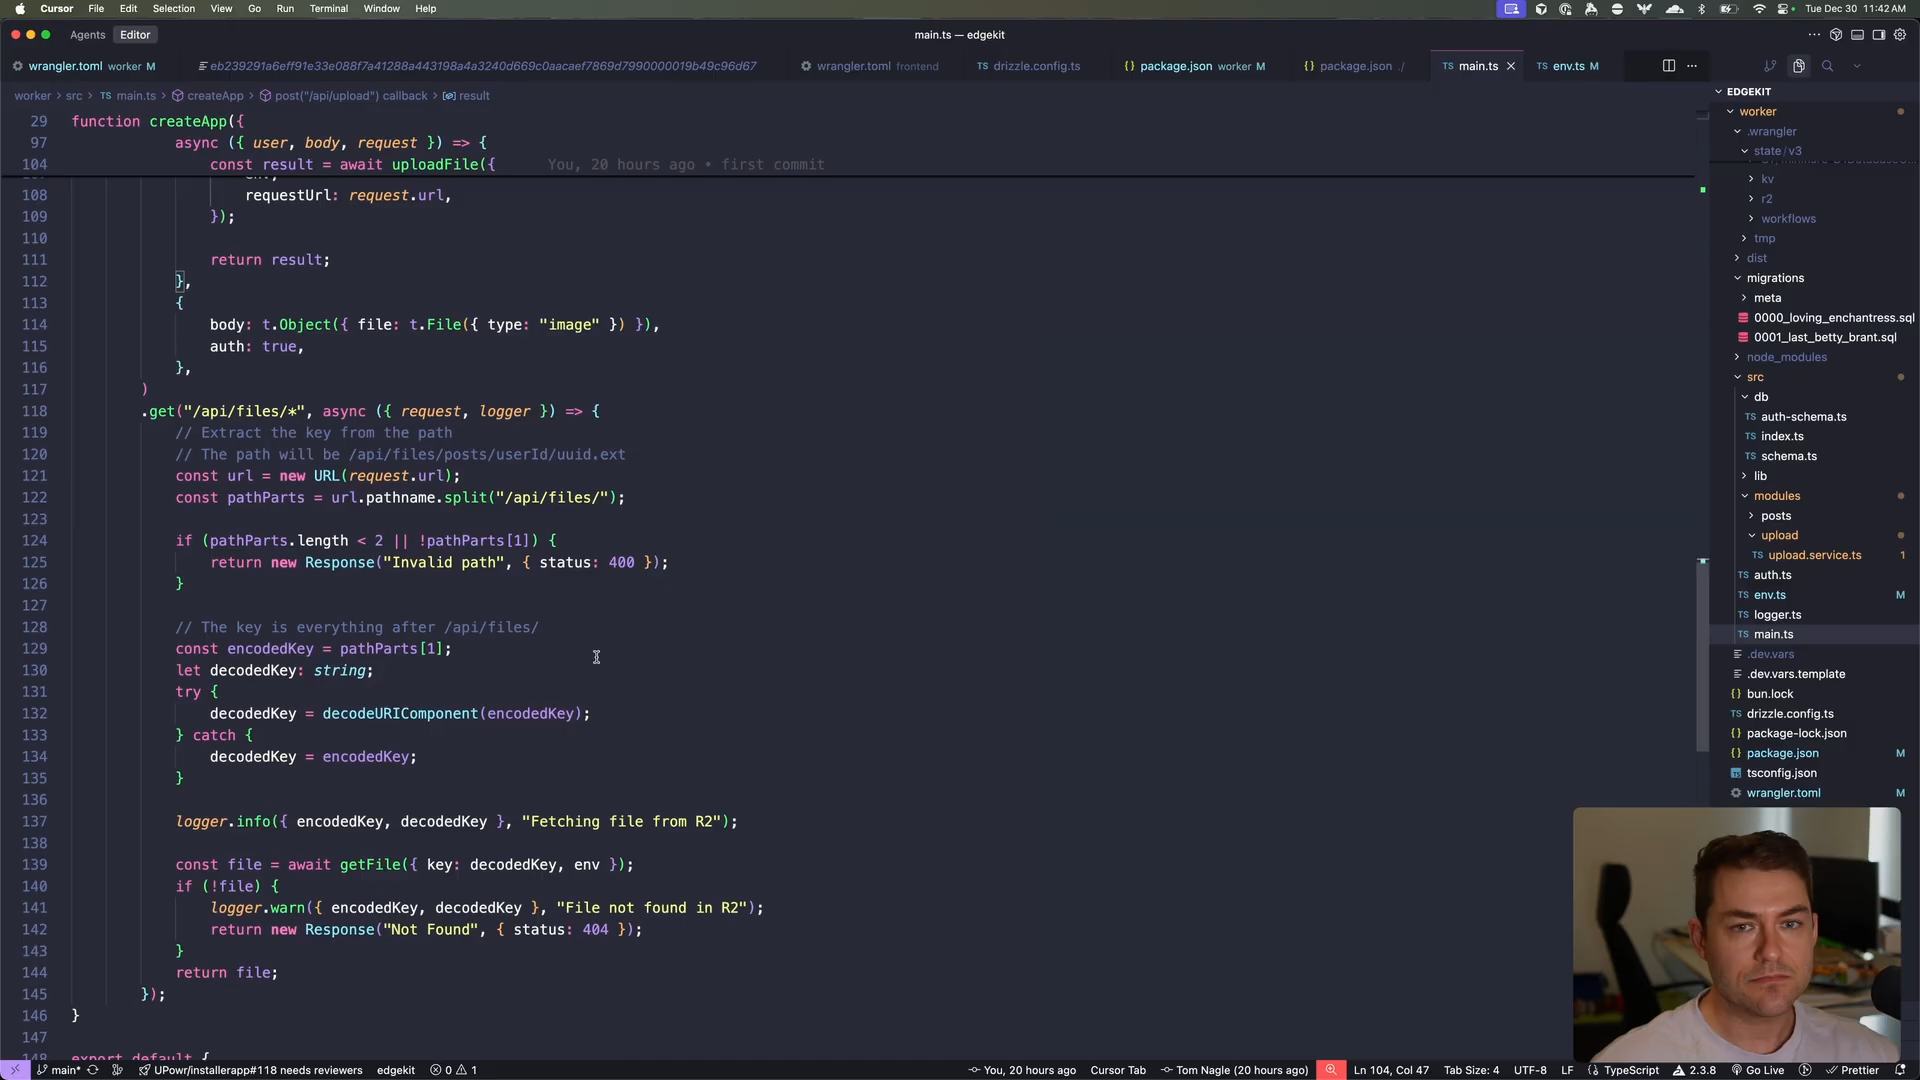 Cursor File Edit Selection View Go Run Terminal Window Help
Tue Dec 30 11:42 AM
Agents Editor
main.ts — edgekit
wrangler.toml worker M
eb239291a6eff91e33e088f7a41288a443198a4a3240d669c0aacaef7869d7990000019b49c96d67
wrangler.toml frontend
drizzle.config.ts
package.json worker M
package.json ./
TS main.ts
TS env.ts M
worker > src > TS main.ts > createApp > post("/api/upload") callback > result
29 function createApp({
97 async ({ user, body, request }) => {
104 const result = await uploadFile({ You, 20 hours ago • first commit
108 requestUrl: request.url,
109 });
110
111 return result;
112 },
113 {
114 body: t.Object({ file: t.File({ type: "image" }) }),
115 auth: true,
116 },
117 )
118 .get("/api/files/*", async ({ request, logger }) => {
119 // Extract the key from the path
120 // The path will be /api/files/posts/userId/uuid.ext
121 const url = new URL(request.url);
122 const pathParts = url.pathname.split("/api/files/");
123
124 if (pathParts.length < 2 || !pathParts[1]) {
125 return new Response("Invalid path", { status: 400 });
126 }
127
128 // The key is everything after /api/files/
129 const encodedKey = pathParts[1];
130 let decodedKey: string;
131 try {
132 decodedKey = decodeURIComponent(encodedKey);
133 } catch {
134 decodedKey = encodedKey;
135 }
136
137 logger.info({ encodedKey, decodedKey }, "Fetching file from R2");
138
139 const file = await getFile({ key: decodedKey, env });
140 if (!file) {
141 logger.warn({ encodedKey, decodedKey }, "File not found in R2");
142 return new Response("Not Found", { status: 404 });
143 }
144 return file;
145 });
146 }
147
148 export default {
EDGEKIT
worker
.wrangler
state/v3
kv
r2
workflows
tmp
dist
migrations
meta
0000_loving_enchantress.sql
0001_last_betty_brant.sql
node_modules
src
db
TS auth-schema.ts
TS index.ts
TS schema.ts
lib
modules
posts
upload
TS upload.service.ts 1
TS auth.ts
TS env.ts M
TS logger.ts
TS main.ts
.dev.vars
.dev.vars.template
bun.lock
TS drizzle.config.ts
package-lock.json
package.json M
tsconfig.json
wrangler.toml M
main* UPowr/installerapp#118 needs reviewers edgekit 0 1
You, 20 hours ago Cursor Tab Tom Nagle (20 hours ago) Ln 104, Col 47 Tab Size: 4 UTF-8 LF TypeScript 2.3.8 Go Live Prettier